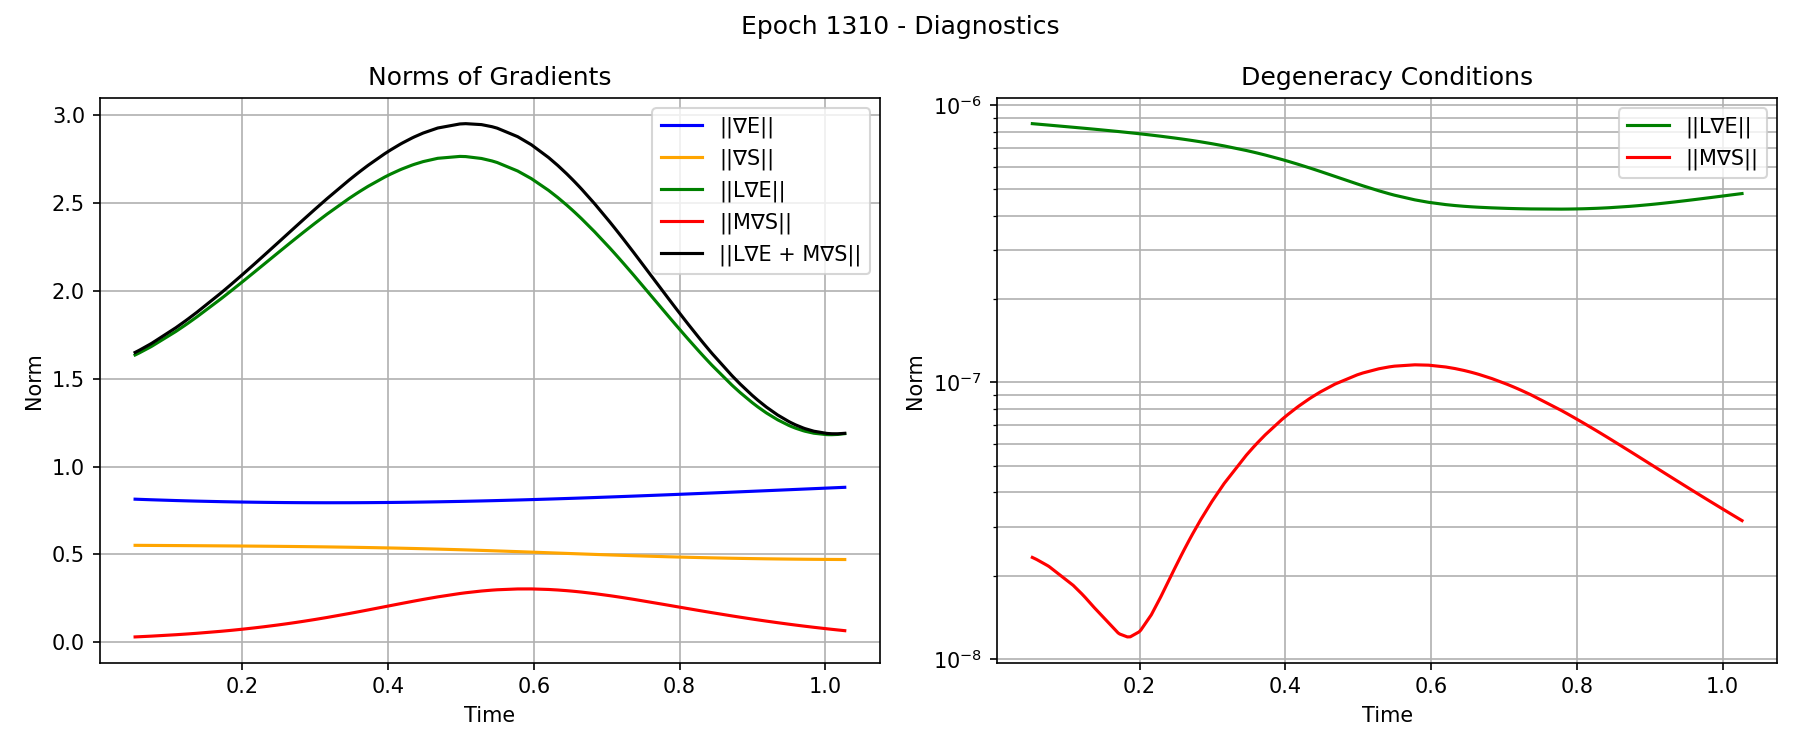 Epoch 1310 - Diagnostics
Norms of Gradients
3.0
2.5
2.0
1.5
1.0
0.5
0.0
Norm
0.2
0.4
0.6
0.8
1.0
Time
||∇E||
||∇S||
||L∇E||
||M∇S||
||L∇E + M∇S||
Degeneracy Conditions
10⁻⁶
10⁻⁷
10⁻⁸
Norm
0.2
0.4
0.6
0.8
1.0
Time
||L∇E||
||M∇S||